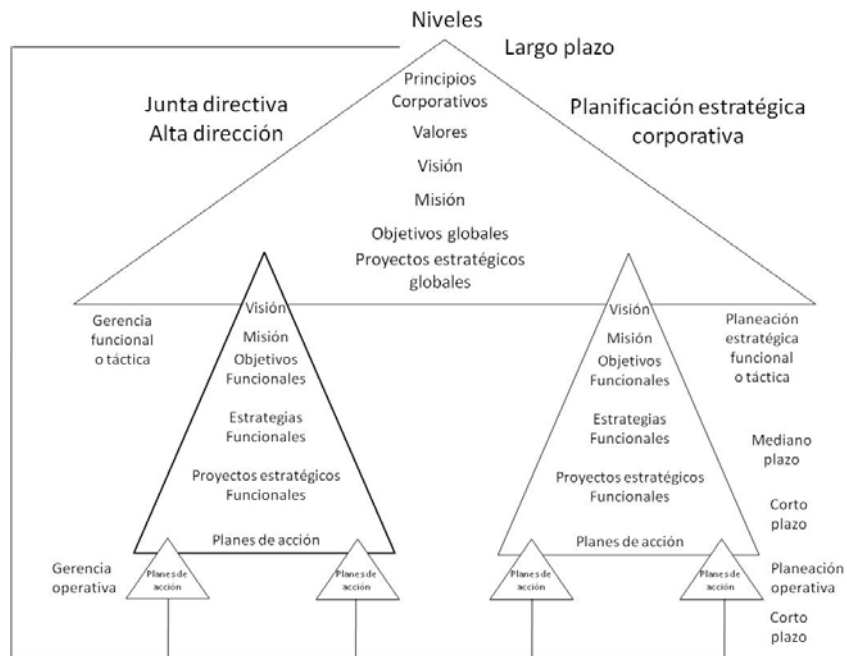 Niveles
Largo plazo
Junta directiva
Alta dirección
Principios
Corporativos
Valores
Visión
Misión
Objetivos globales
Proyectos estratégicos
globales
Planificación estratégica
corporativa
Gerencia
funcional
o táctica
Visión
Misión
Objetivos
Funcionales
Estrategias
Funcionales
Proyectos estratégicos
Funcionales
Planes de acción
Visión
Misión
Objetivos
Funcionales
Estrategias
Funcionales
Proyectos estratégicos
Funcionales
Planes de acción
Planeación
estratégica
funcional
o táctica
Mediano
plazo
Corto
plazo
Gerencia
operativa
Planes de
acción
Planes de
acción
Planes de
acción
Planes de
acción
Planeación
operativa
Corto
plazo